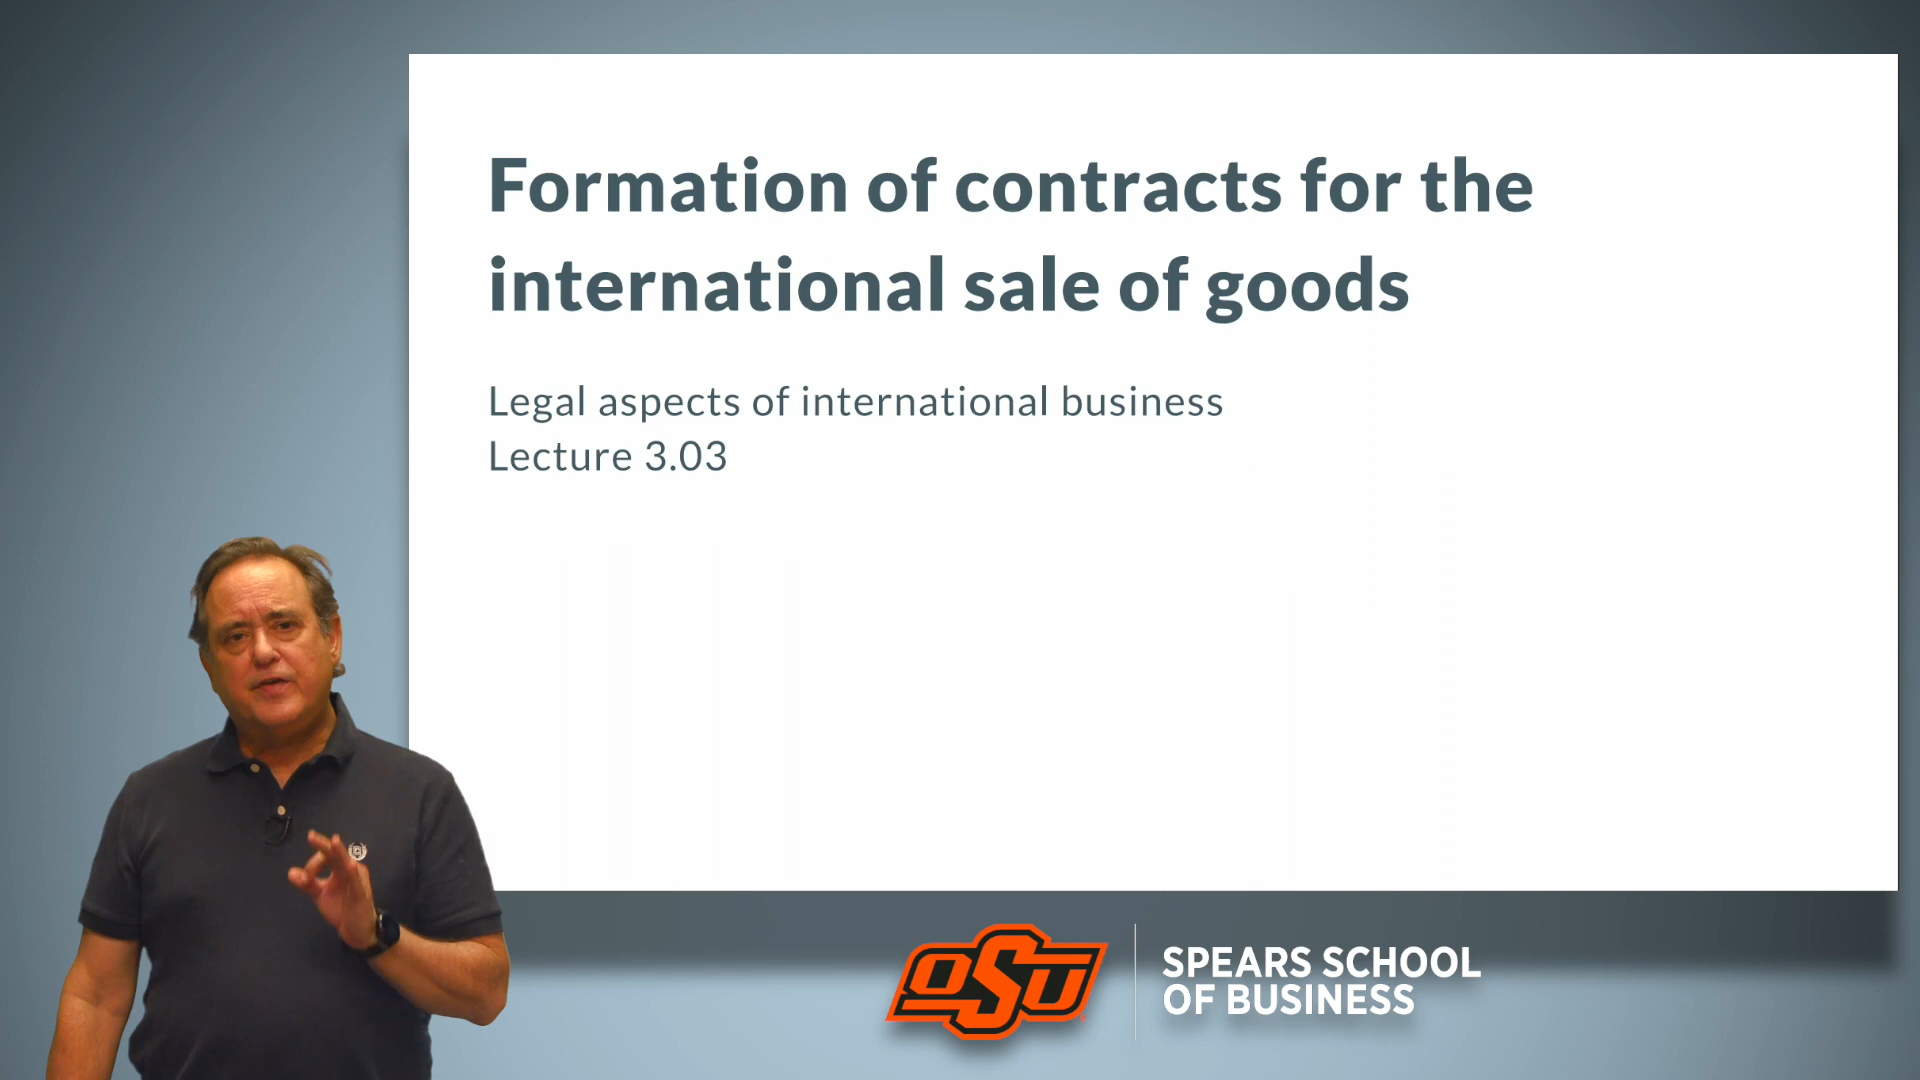 Formation of contracts for the
international sale of goods
Legal aspects of international business
Lecture 3.03
OSU
SPEARS SCHOOL
OF BUSINESS